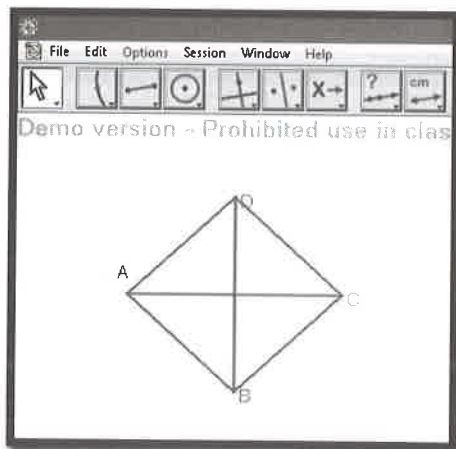 File Edit Options Session Window Help
? cm
X
Demo version - Prohibited use in clas
D
A
C
B